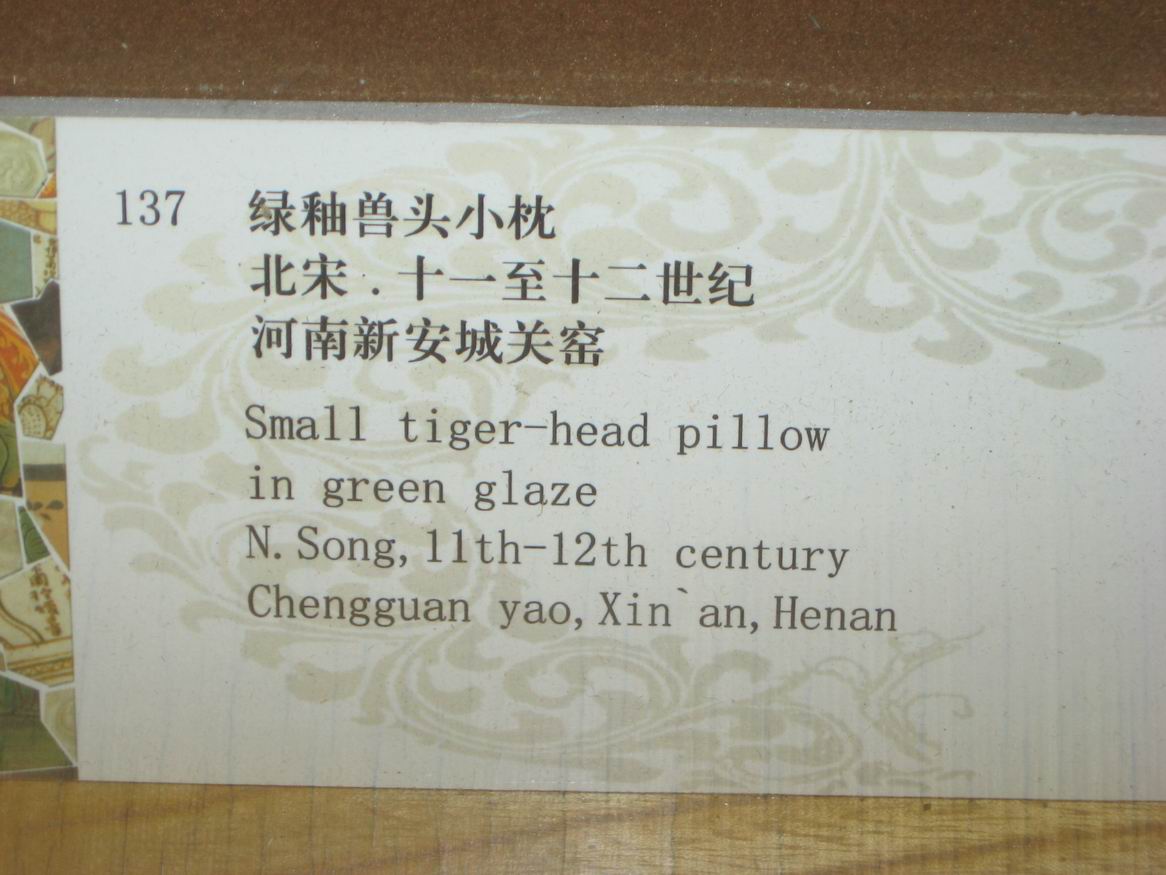 137 绿釉兽头小枕
北宋．十一至十二世纪
河南新安城关窑
Small tiger-head pillow
in green glaze
N. Song, 11th-12th century
Chengguan yao, Xin`an, Henan